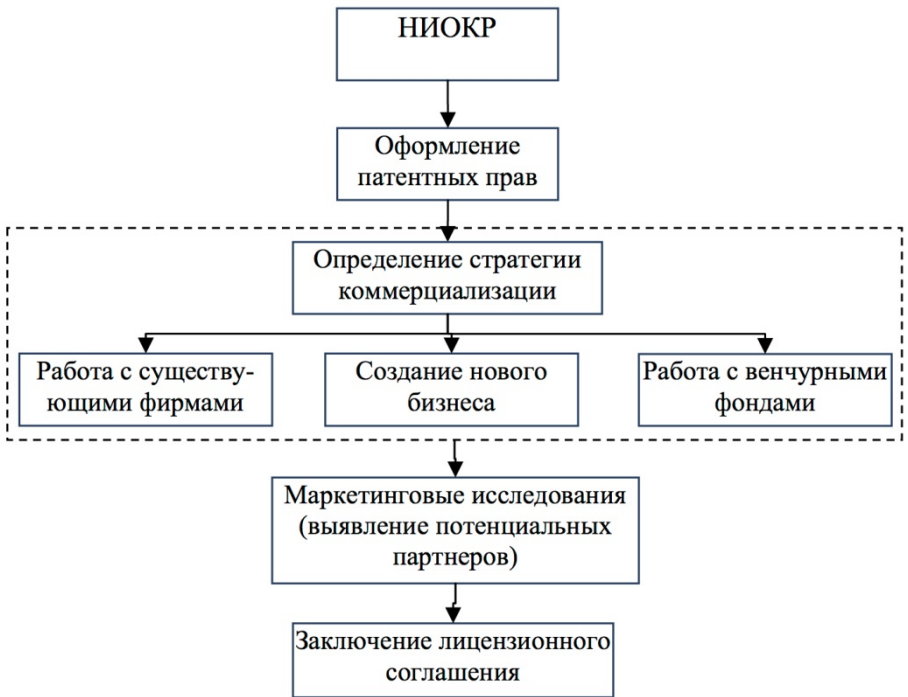 НИОКР
Оформление
патентных прав
Определение стратегии
коммерциализации
Работа с существу-
ющими фирмами
Создание нового
бизнеса
Работа с венчурными
фондами
Маркетинговые исследования
(выявление потенциальных
партнеров)
Заключение лицензионного
соглашения